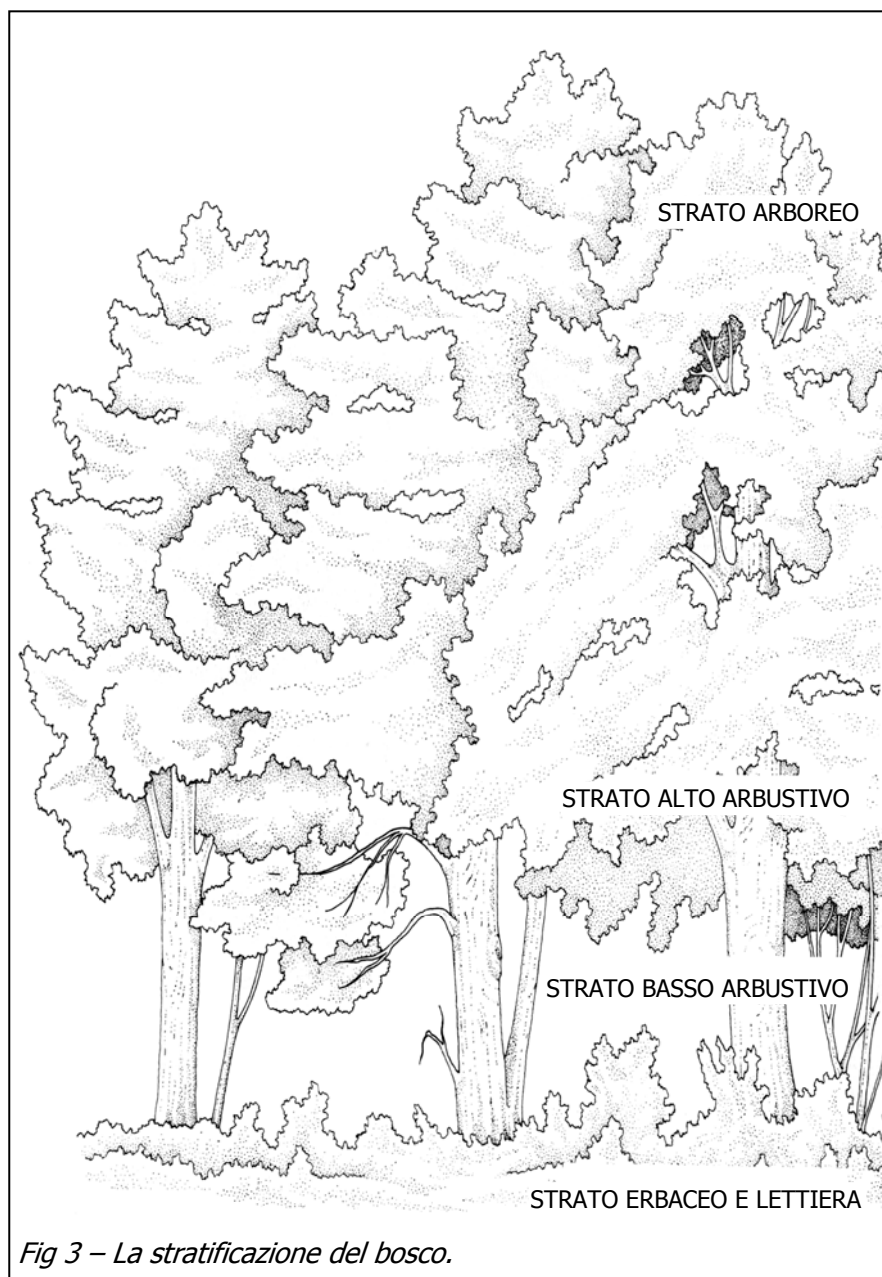 STRATO ARBOREO
STRATO ALTO ARBUSTIVO
STRATO BASSO ARBUSTIVO
STRATO ERBACEO E LETTIERA
Fig 3 – La stratificazione del bosco.